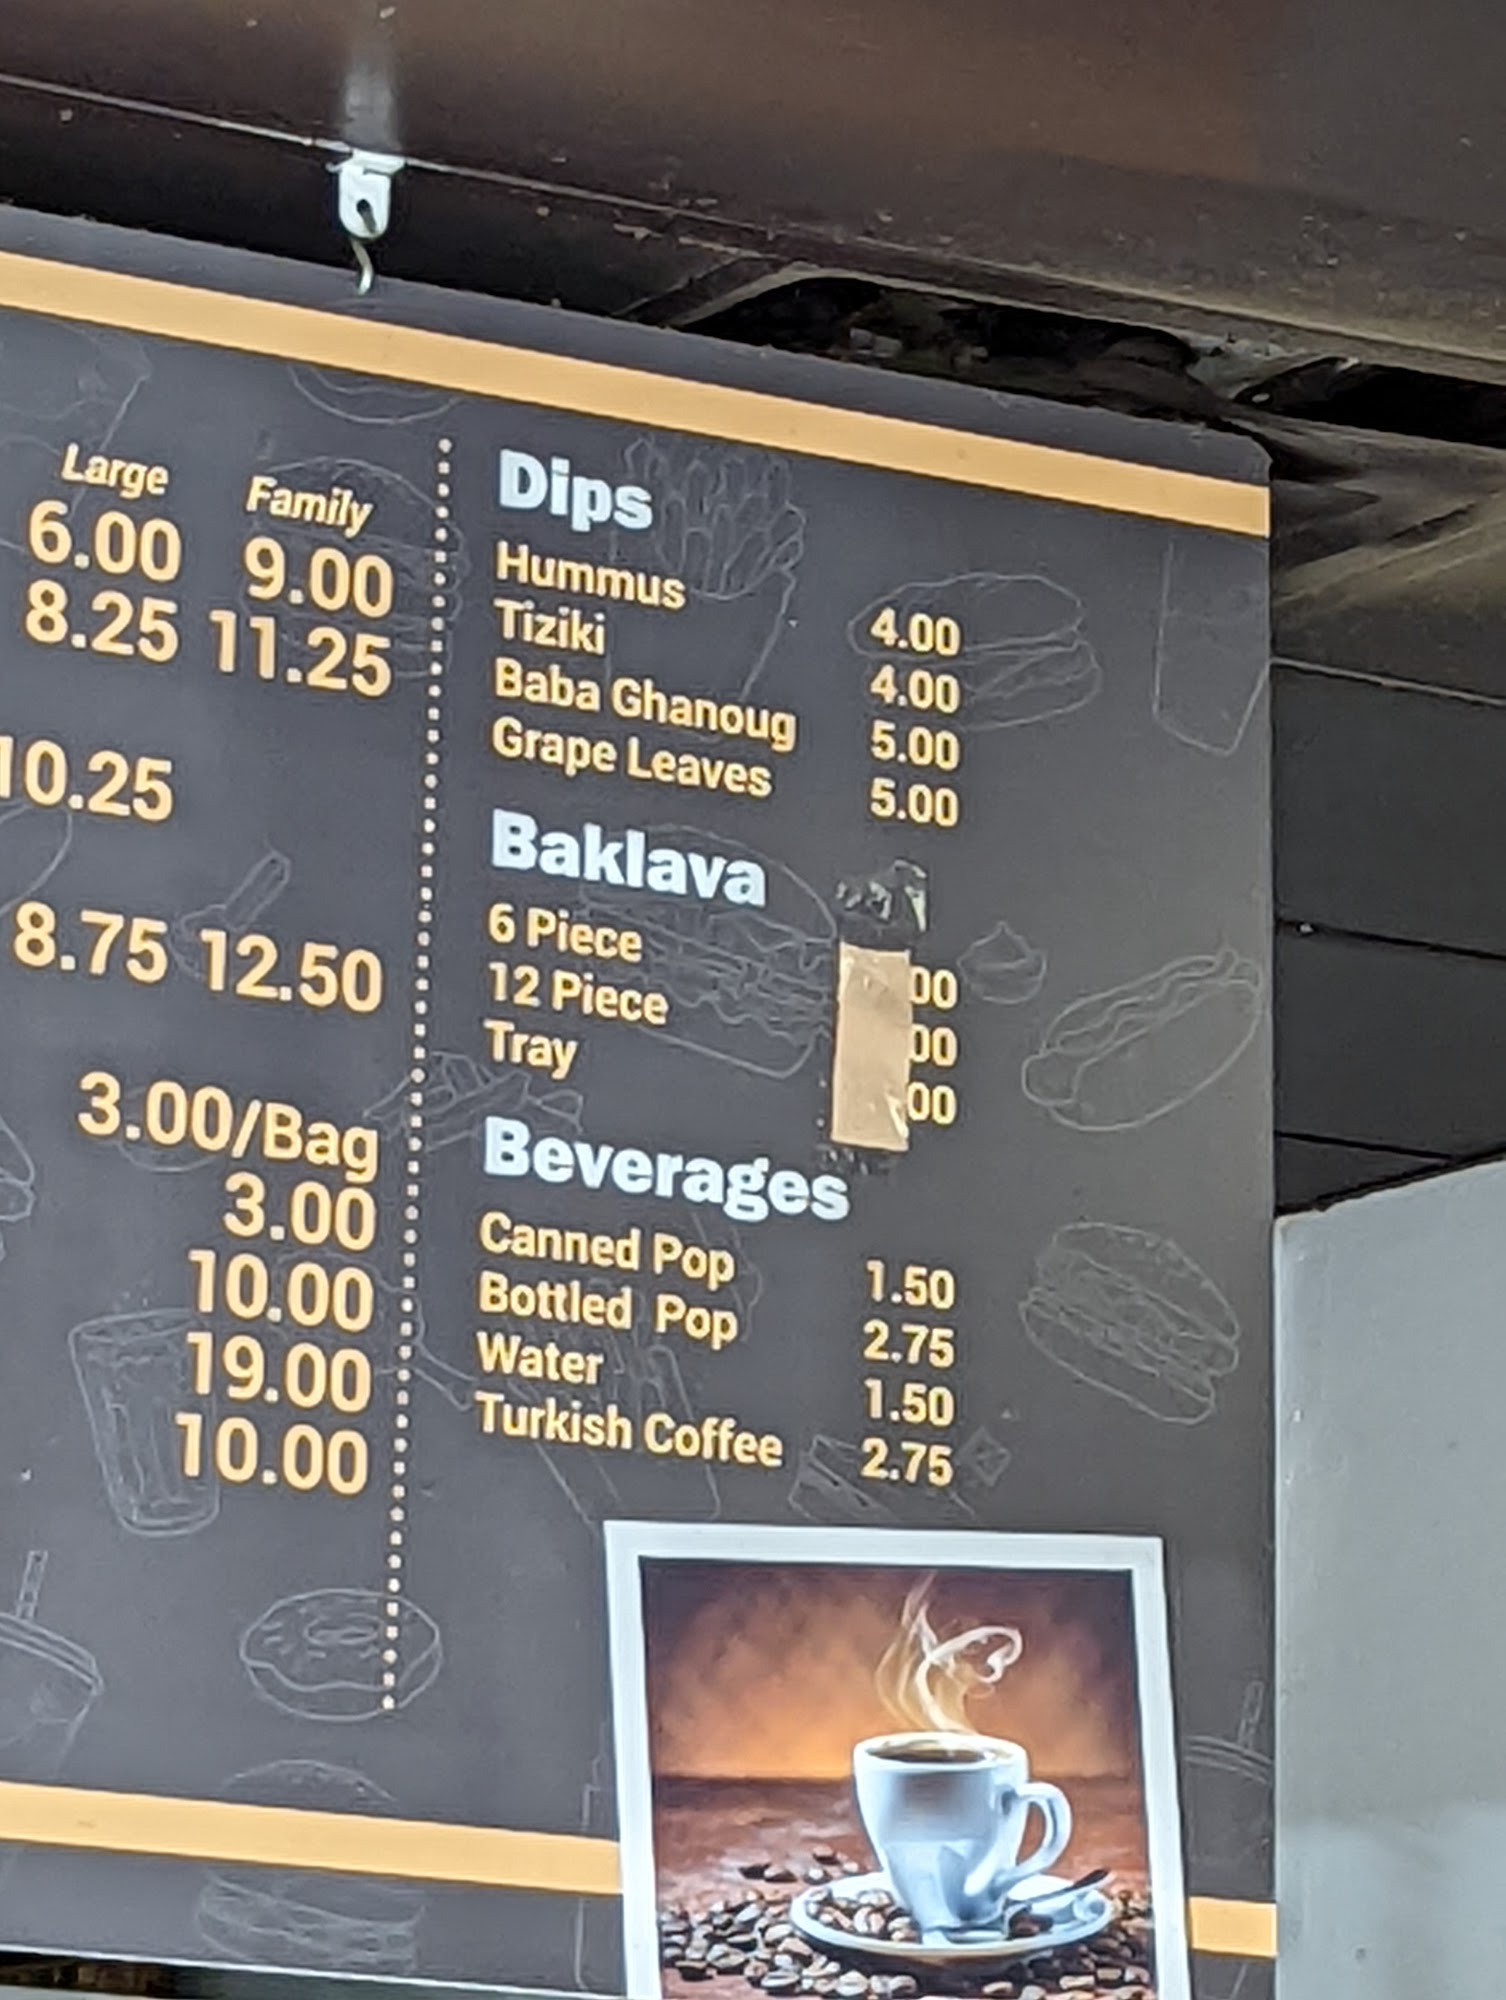 Large Family
6.00 9.00
8.25 11.25
10.25
8.75 12.50
3.00/Bag
3.00
10.00
19.00
10.00
Dips
Hummus 4.00
Tiziki 4.00
Baba Ghanoug 5.00
Grape Leaves 5.00
Baklava
6 Piece 00
12 Piece 00
Tray 00
Beverages
Canned Pop 1.50
Bottled Pop 2.75
Water 1.50
Turkish Coffee 2.75